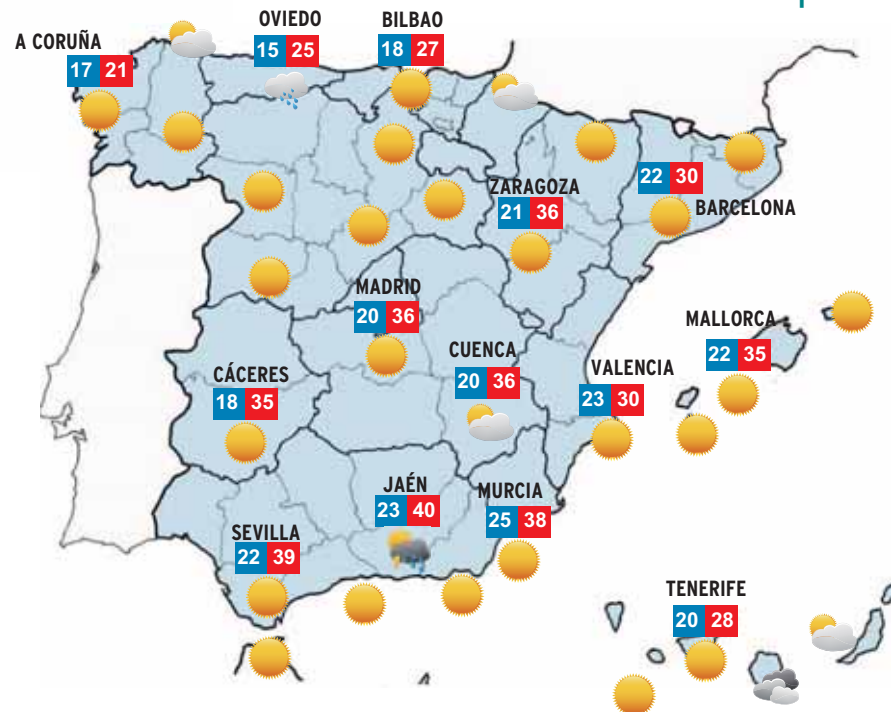 OVIEDO
15 25
BILBAO
18 27
A CORUÑA
17 21
ZARAGOZA
21 36
22 30
BARCELONA
MADRID
20 36
MALLORCA
22 35
CUENCA
20 36
VALENCIA
23 30
CÁCERES
18 35
JAÉN
23 40
MURCIA
25 38
SEVILLA
22 39
TENERIFE
20 28